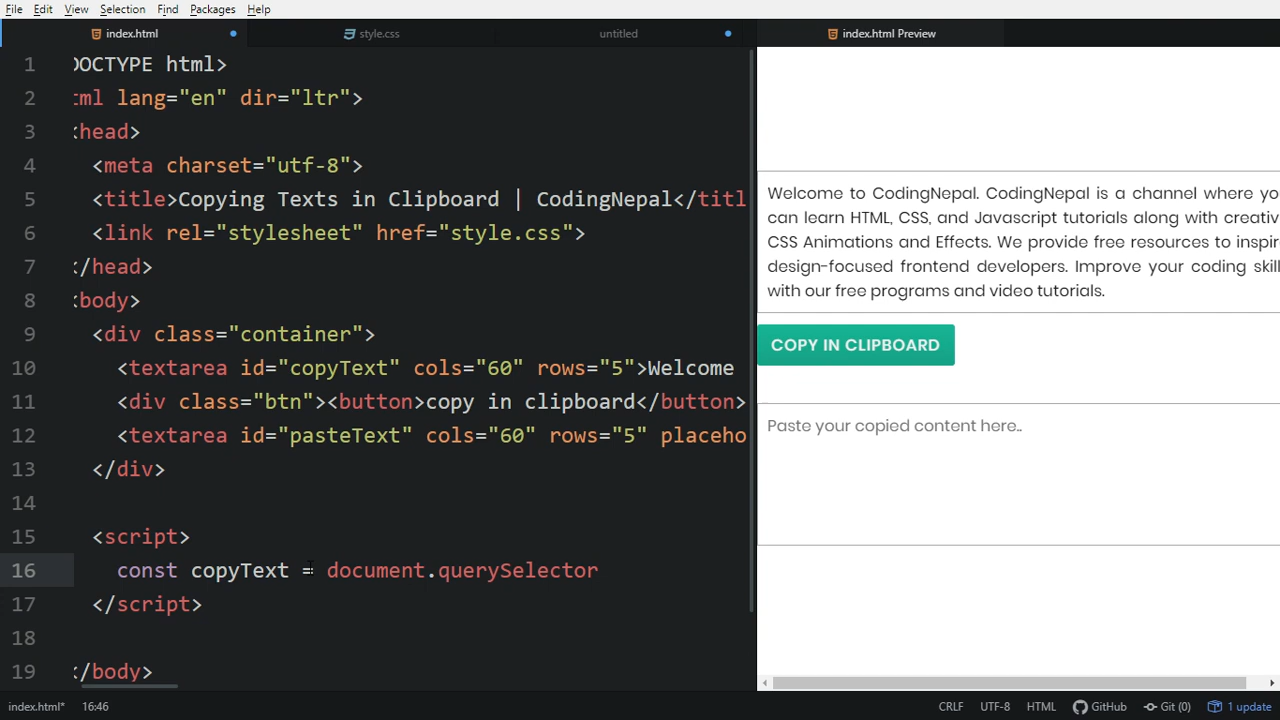 File Edit View Selection Find Packages Help
index.html style.css untitled index.html Preview
1 DOCTYPE html>
2 tml lang="en" dir="ltr">
3 <head>
4 <meta charset="utf-8">
5 <title>Copying Texts in Clipboard | CodingNepal</titl
6 <link rel="stylesheet" href="style.css">
7 </head>
8 <body>
9 <div class="container">
10 <textarea id="copyText" cols="60" rows="5">Welcome
11 <div class="btn"><button>copy in clipboard</button>
12 <textarea id="pasteText" cols="60" rows="5" placeho
13 </div>
14
15 <script>
16 const copyText = document.querySelector
17 </script>
18
19 </body>
Welcome to CodingNepal. CodingNepal is a channel where yo
can learn HTML, CSS, and Javascript tutorials along with creativ
CSS Animations and Effects. We provide free resources to inspir
design-focused frontend developers. Improve your coding skil
with our free programs and video tutorials.
COPY IN CLIPBOARD
Paste your copied content here..
index.html* 16:46 CRLF UTF-8 HTML GitHub Git (0) 1 update